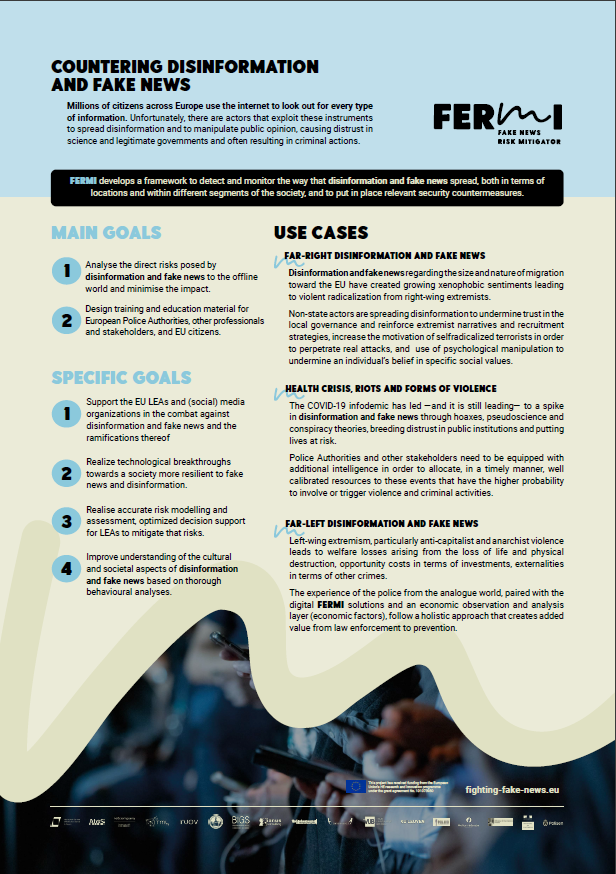 COUNTERING DISINFORMATION
AND FAKE NEWS
Millions of citizens across Europe use the internet to look out for every type
of information. Unfortunately, there are actors that exploit these instruments
to spread disinformation and to manipulate public opinion, causing distrust in
science and legitimate governments and often resulting in criminal actions.
FERMI
FAKE NEWS
RISK MITIGATOR
FERMI develops a framework to detect and monitor the way that disinformation and fake news spread, both in terms of
locations and within different segments of the society, and to put in place relevant security countermeasures.
MAIN GOALS
1
Analyse the direct risks posed by
disinformation and fake news to the offline
world and minimise the impact.
2
Design training and education material for
European Police Authorities, other professionals
and stakeholders, and EU citizens.
SPECIFIC GOALS
1
Support the EU LEAs and (social) media
organizations in the combat against
disinformation and fake news and the
ramifications thereof
2
Realize technological breakthroughs
towards a society more resilient to fake
news and disinformation.
3
Realise accurate risk modelling and
assessment, optimized decision support
for LEAs to mitigate that risks.
4
Improve understanding of the cultural
and societal aspects of disinformation
and fake news based on thorough
behavioural analyses.
USE CASES
FAR-RIGHT DISINFORMATION AND FAKE NEWS
Disinformation and fake news regarding the size and nature of migration
toward the EU have created growing xenophobic sentiments leading
to violent radicalization from right-wing extremists.
Non-state actors are spreading disinformation to undermine trust in the
local governance and reinforce extremist narratives and recruitment
strategies, increase the motivation of selfradicalized terrorists in order
to perpetrate real attacks, and use of psychological manipulation to
undermine an individual's belief in specific social values.
HEALTH CRISIS, RIOTS AND FORMS OF VIOLENCE
The COVID-19 infodemic has led —and it is still leading— to a spike
in disinformation and fake news through hoaxes, pseudoscience and
conspiracy theories, breeding distrust in public institutions and putting
lives at risk.
Police Authorities and other stakeholders need to be equipped with
additional intelligence in order to allocate, in a timely manner, well
calibrated resources to these events that have the higher probability
to involve or trigger violence and criminal activities.
FAR-LEFT DISINFORMATION AND FAKE NEWS
Left-wing extremism, particularly anti-capitalist and anarchist violence
leads to welfare losses arising from the loss of life and physical
destruction, opportunity costs in terms of investments, externalities
in terms of other crimes.
The experience of the police from the analogue world, paired with the
digital FERMI solutions and an economic observation and analysis
layer (economic factors), follow a holistic approach that creates added
value from law enforcement to prevention.
This project has received funding from the European
fighting-fake-news.eu
BIGS
VUB